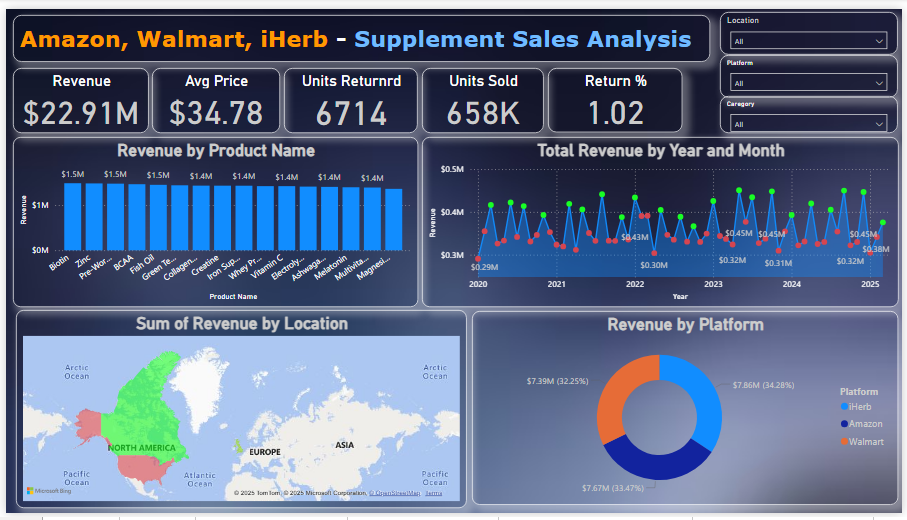 Amazon, Walmart, iHerb - Supplement Sales Analysis
Location
All
Platform
All
Caregory
All
Revenue
$22.91M
Avg Price
$34.78
Units Returnrd
6714
Units Sold
658K
Return %
1.02
Revenue by Product Name
$1.5M $1.5M $1.5M $1.4M $1.4M $1.4M $1.4M $1.4M
$1M
$0M
Revenue
Biotin Zinc Pre-Wor... BCAA Fish Oil Green Te... Collagen... Creatine Iron Sup... Whey Pr... Vitamin C Electroly... Ashwaga... Melatonin Multivita... Magnesi...
Product Name
Total Revenue by Year and Month
$0.5M
$0.4M
$0.3M
Revenue
$0.29M $0.43M $0.30M $0.45M $0.32M $0.45M $0.31M $0.45M $0.32M $0.38M
2020 2021 2022 2023 2024 2025
Year
Sum of Revenue by Location
Arctic
Ocean
Arctic
Ocean
NORTH AMERICA
EUROPE
ASIA
Pacific
Ocean
Atlantic
Ocean
Pacific
Ocean
Microsoft Bing
© 2025 TomTom, © 2025 Microsoft Corporation, © OpenStreetMap Terms
Revenue by Platform
$7.39M (32.25%)
$7.86M (34.28%)
$7.67M (33.47%)
Platform
iHerb
Amazon
Walmart